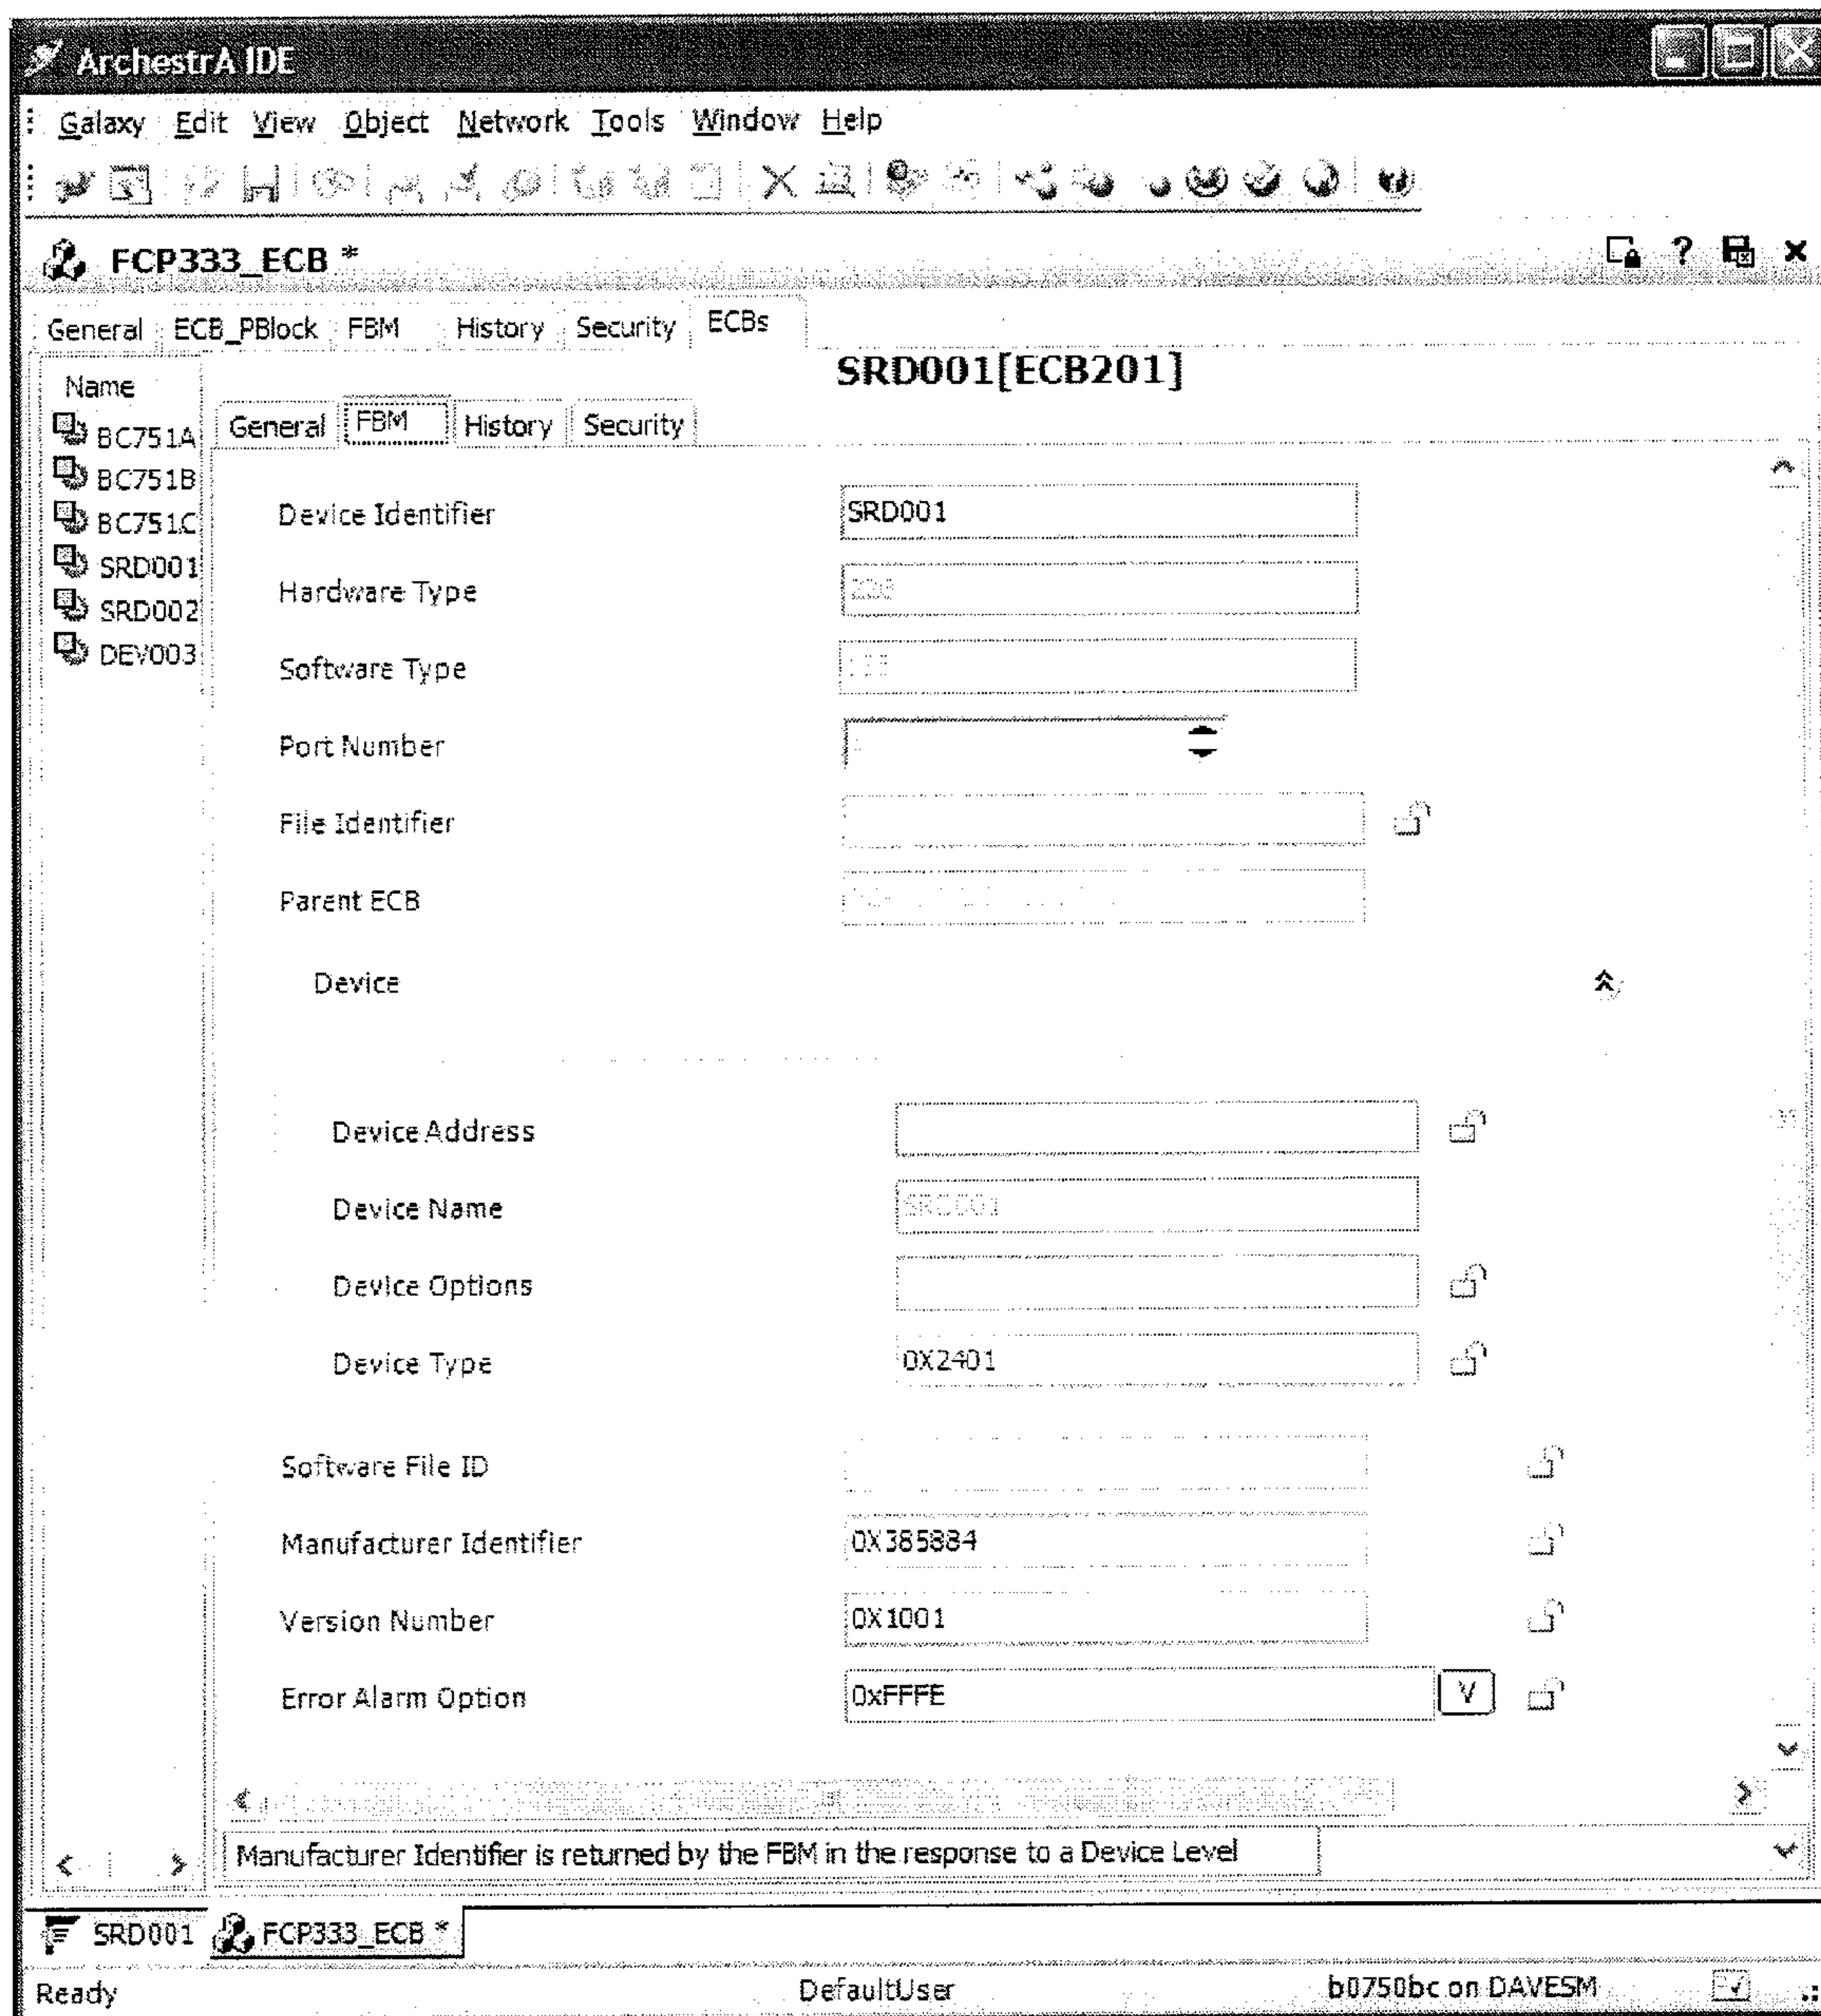 ArchestrA IDE
Galaxy Edit View Object Network Tools Window Help
FCP333_ECB *
General ECB_PBlock FBM History Security ECBs
Name
BC751A
BC751B
BC751C
SRD001
SRD002
DEV003
SRD001[ECB201]
General FBM History Security
Device Identifier SRD001
Hardware Type
Software Type
Port Number
File Identifier
Parent ECB
Device
Device Address
Device Name
Device Options
Device Type 0X2401
Software File ID
Manufacturer Identifier 0X385884
Version Number 0X1001
Error Alarm Option 0xFFFE V
Manufacturer Identifier is returned by the FBM in the response to a Device Level
SRD001 FCP333_ECB *
Ready DefaultUser b0750bc on DAVESM